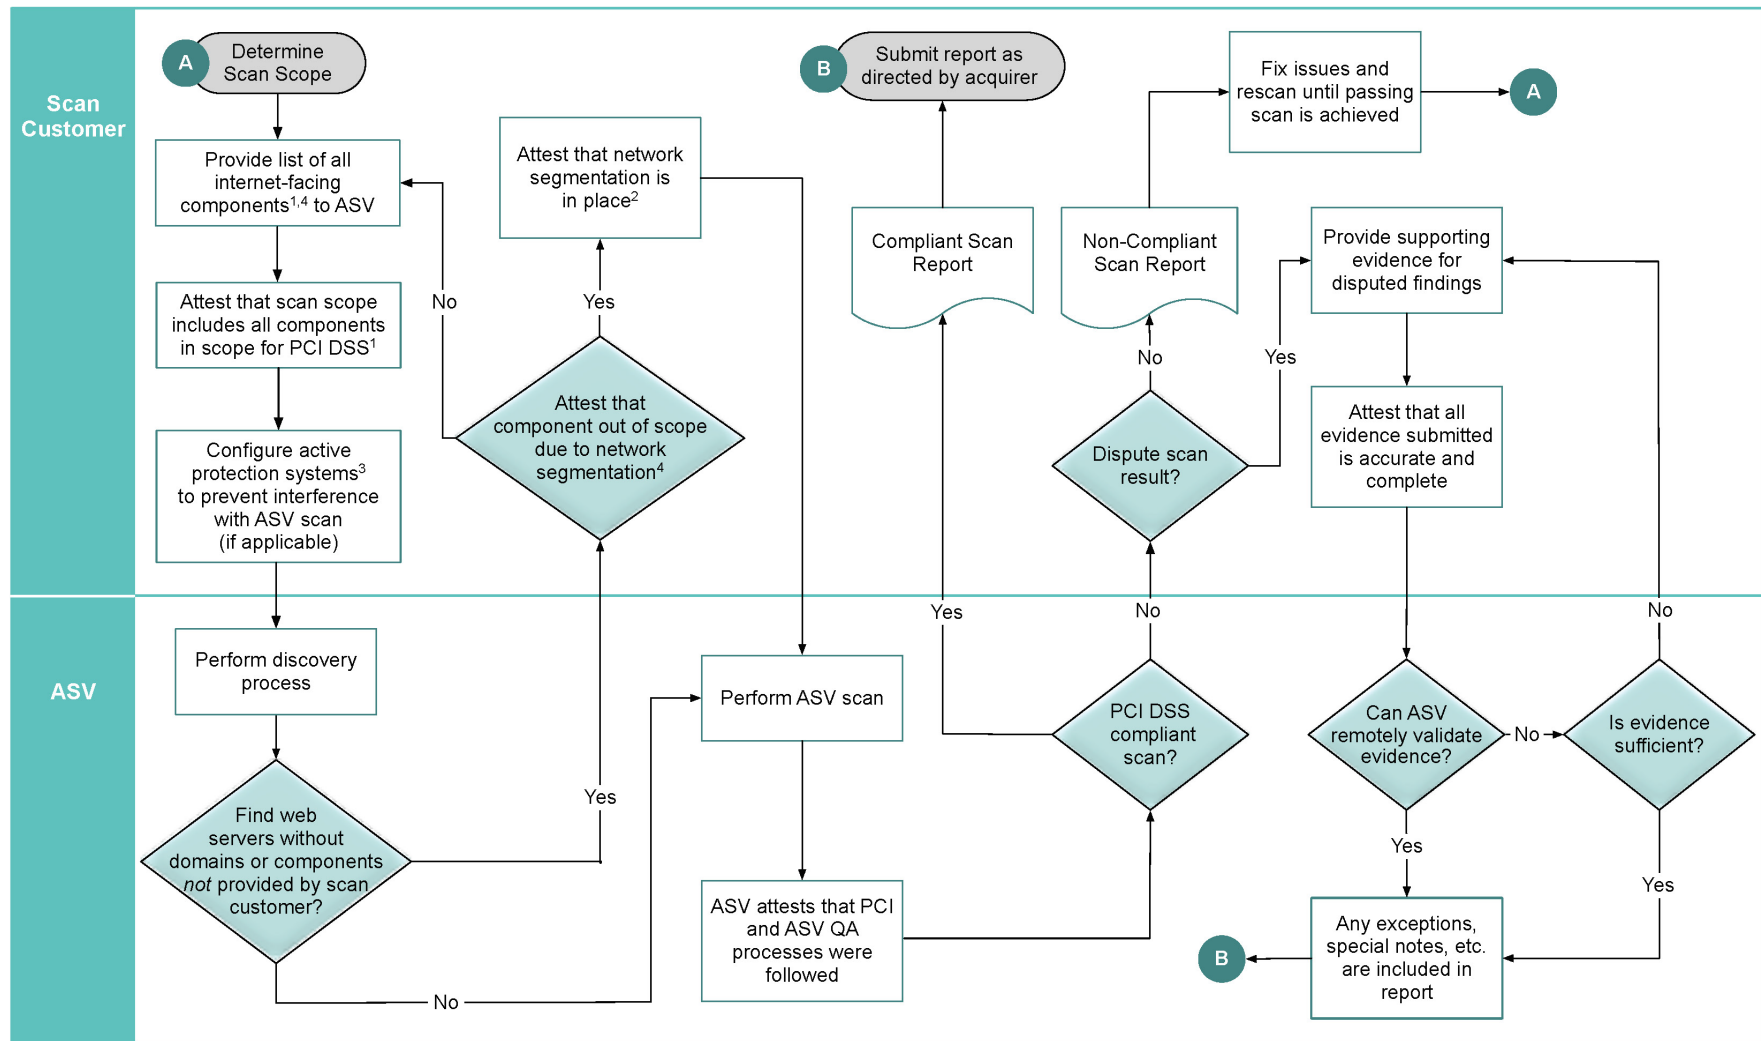 Scan
Customer
A
Determine
Scan Scope
Provide list of all
internet-facing
components1,4 to ASV
Attest that scan scope
includes all components
in scope for PCI DSS1
Configure active
protection systems3
to prevent interference
with ASV scan
(if applicable)
No
Attest that network
segmentation is
in place2
Yes
Attest that
component out of scope
due to network
segmentation4
B
Submit report as
directed by acquirer
Compliant Scan
Report
Non-Compliant
Scan Report
Fix issues and
rescan until passing
scan is achieved
A
No
Yes
Dispute scan
result?
Provide supporting
evidence for
disputed findings
Attest that all
evidence submitted
is accurate and
complete
ASV
Perform discovery
process
Find web
servers without
domains or components
not provided by scan
customer?
Yes
No
Perform ASV scan
ASV attests that PCI
and ASV QA
processes were
followed
Yes
No
PCI DSS
compliant
scan?
Can ASV
remotely validate
evidence?
No
Is evidence
sufficient?
No
Yes
Yes
Any exceptions,
special notes, etc.
are included in
report
B